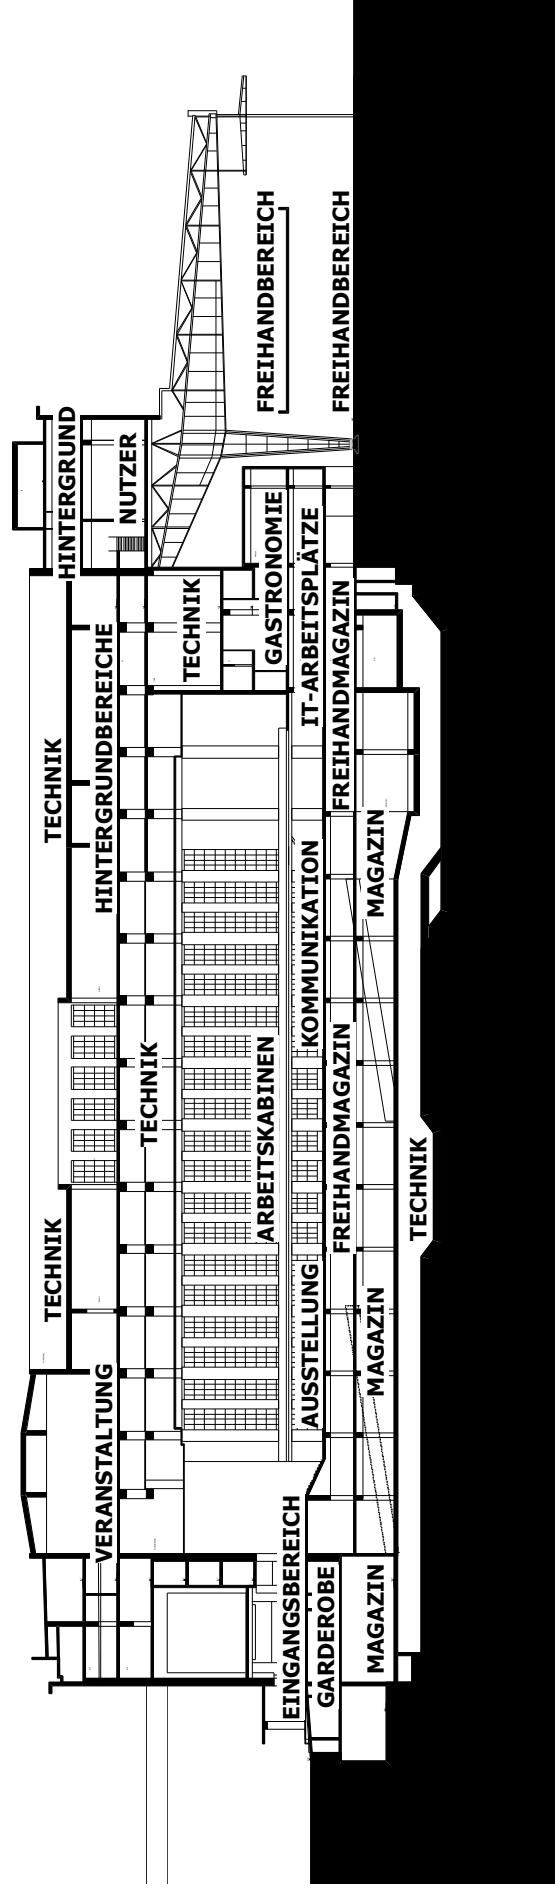 TECHNIK
TECHNIK
HINTERGRUND
VERANSTALTUNG
HINTERGRUNDBEREICHE
NUTZER
TECHNIK
TECHNIK
ARBEITSKABINEN
GASTRONOMIE
FREIHANDBEREICH
EINGANGSBEREICH
AUSSTELLUNG
KOMMUNIKATION
IT-ARBEITSPLÄTZE
GARDEROBE
FREIHANDMAGAZIN
FREIHANDMAGAZIN
FREIHANDBEREICH
MAGAZIN
MAGAZIN
MAGAZIN
TECHNIK